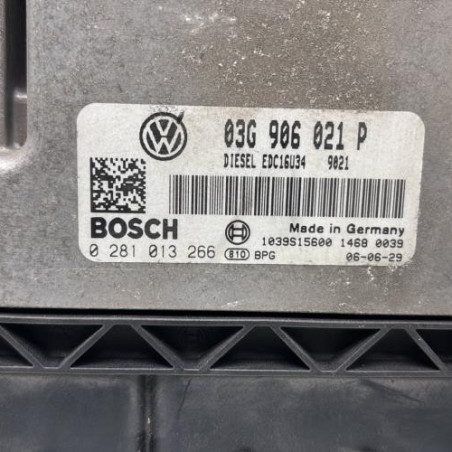 03G 906 021 P
DIESEL EDC16U34 9021
BOSCH
Made in Germany
0 281 013 266
1039S15600 1468 0039
810 BPG 06-06-29